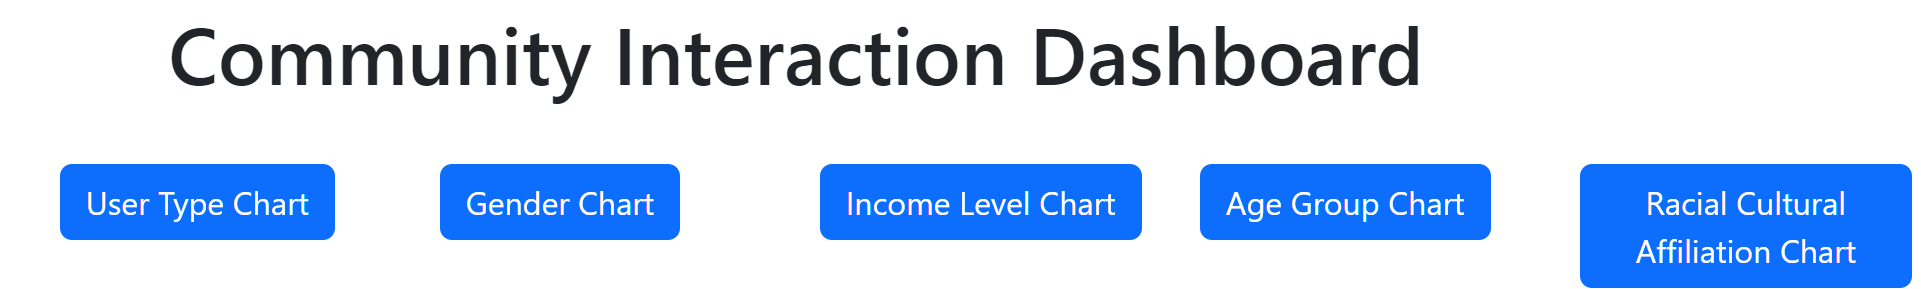 Community Interaction Dashboard
User Type Chart
Gender Chart
Income Level Chart
Age Group Chart
Racial Cultural
Affiliation Chart